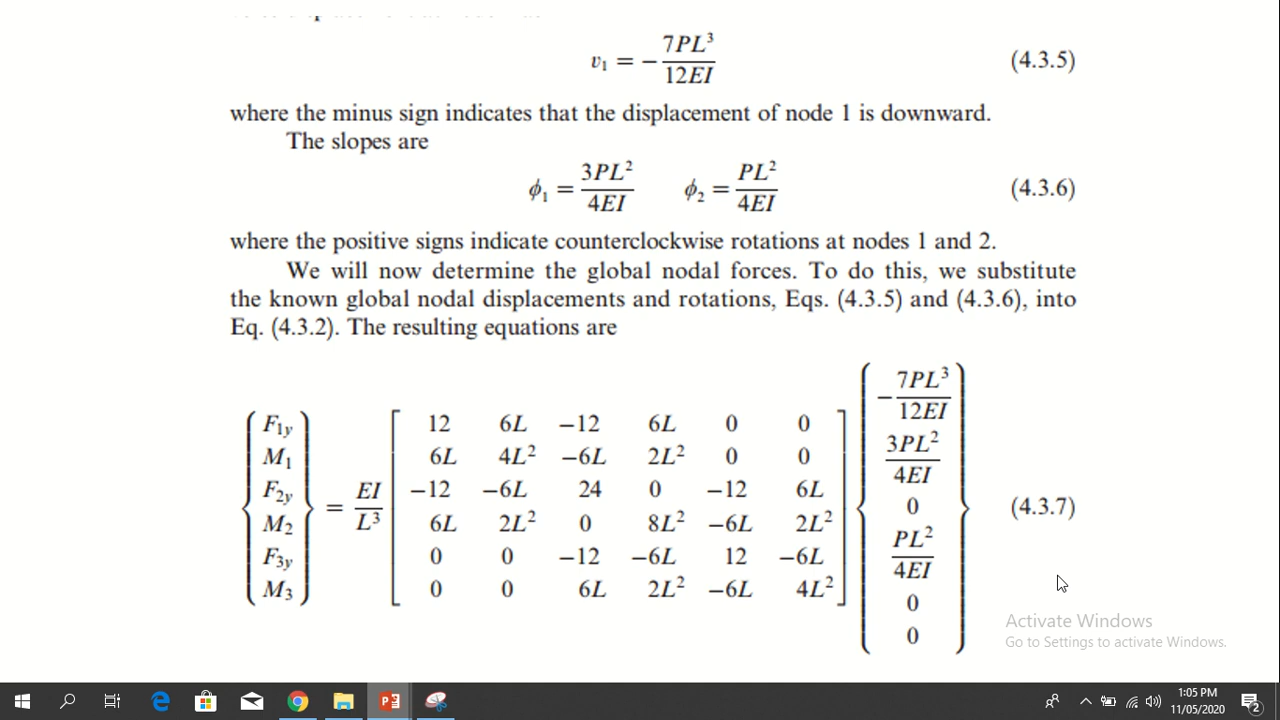 v₁ = −7PL³/12EI (4.3.5)
where the minus sign indicates that the displacement of node 1 is downward.
The slopes are
ϕ₁ = 3PL²/4EI ϕ₂ = PL²/4EI (4.3.6)
where the positive signs indicate counterclockwise rotations at nodes 1 and 2.
We will now determine the global nodal forces. To do this, we substitute
the known global nodal displacements and rotations, Eqs. (4.3.5) and (4.3.6), into
Eq. (4.3.2). The resulting equations are
−7PL³/12EI
F₁y 12 6L −12 6L 0 0
M₁ 6L 4L² −6L 2L² 0 0 3PL²/4EI
F₂y = EI/L³ −12 −6L 24 0 −12 6L 0 (4.3.7)
M₂ 6L 2L² 0 8L² −6L 2L²
F₃y 0 0 −12 −6L 12 −6L PL²/4EI
M₃ 0 0 6L 2L² −6L 4L² 0
0
Activate Windows
Go to Settings to activate Windows.
1:05 PM
11/05/2020
2